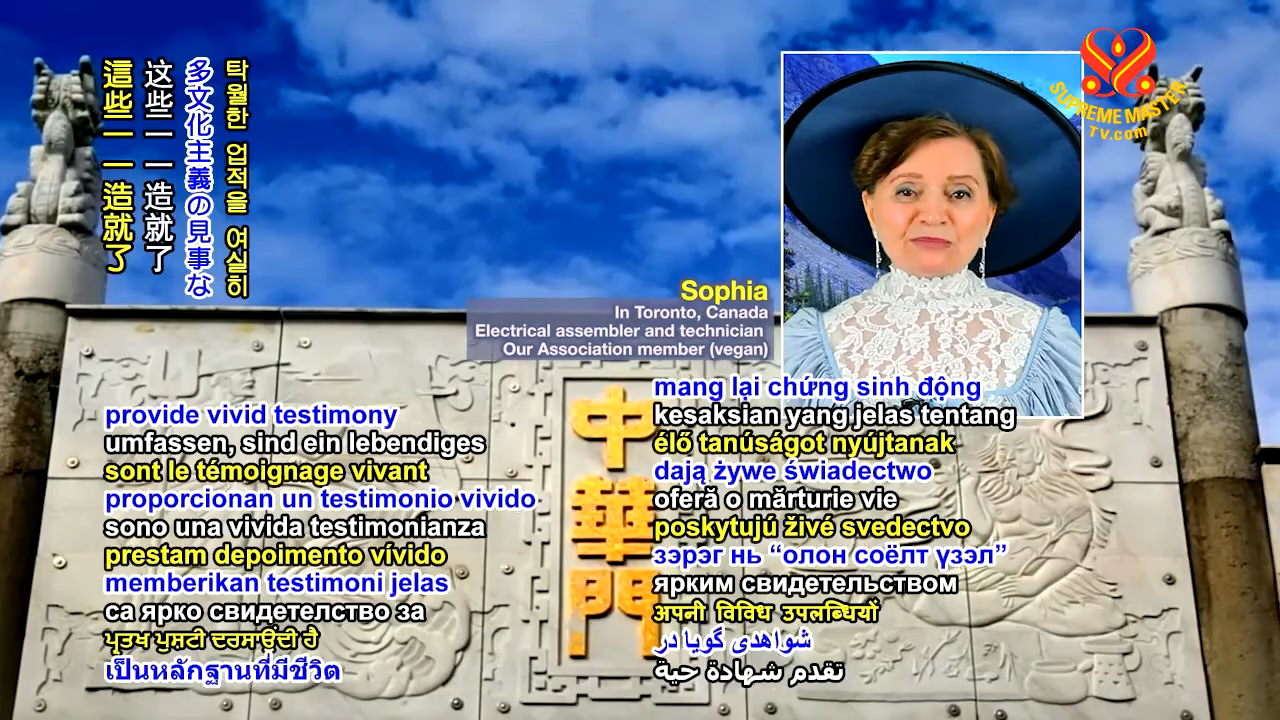 탁월한 업적을 여실히
多文化主義の見事な
这些一一造就了
這些一一造就了
SUPREME MASTER
TV.com
Sophia
In Toronto, Canada
Electrical assembler and technician
Our Association member (vegan)
中華門
provide vivid testimony
umfassen, sind ein lebendiges
sont le témoignage vivant
proporcionan un testimonio vívido
sono una vivida testimonianza
prestam depoimento vívido
memberikan testimoni jelas
са ярко свидетелство за
ਪ੍ਰਤਖ ਪੁਸ਼ਟੀ ਦਰਸਾਉਂਦੀ ਹੈ
เป็นหลักฐานที่มีชีวิต
mang lại chứng sinh động
kesaksian yang jelas tentang
élő tanúságot nyújtanak
dają żywe świadectwo
oferă o mărturie vie
poskytujú živé svedectvo
зэрэг нь “олон соёлт үзэл”
ярким свидетельством
अपनी विविध उपलब्धियों
شواهدی گویا در
تقدم شهادة حية